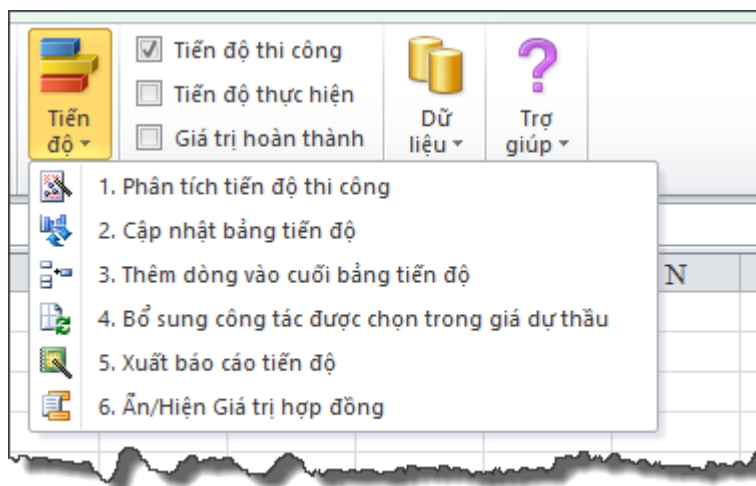 Tiến độ
Tiến độ thi công
Tiến độ thực hiện
Giá trị hoàn thành
Dữ liệu
Trợ giúp
1. Phân tích tiến độ thi công
2. Cập nhật bảng tiến độ
3. Thêm dòng vào cuối bảng tiến độ
4. Bổ sung công tác được chọn trong giá dự thầu
5. Xuất báo cáo tiến độ
6. Ẩn/Hiện Giá trị hợp đồng
N